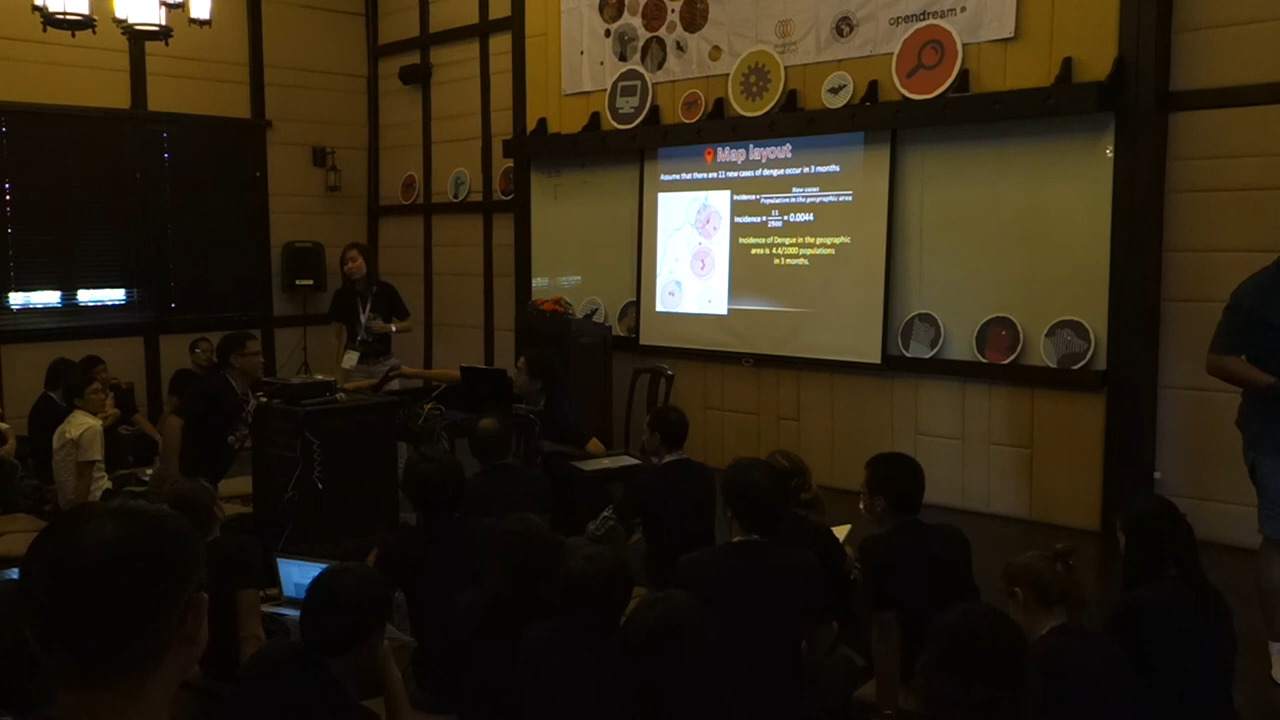 opendream
Map layout
Assume that there are 11 new cases of dengue occur in 3 months
Incidence = New cases
Population in the geographic area
Incidence = 11
2500 = 0.0044
Incidence of Dengue in the geographic
area is 4.4/1000 populations
in 3 months.